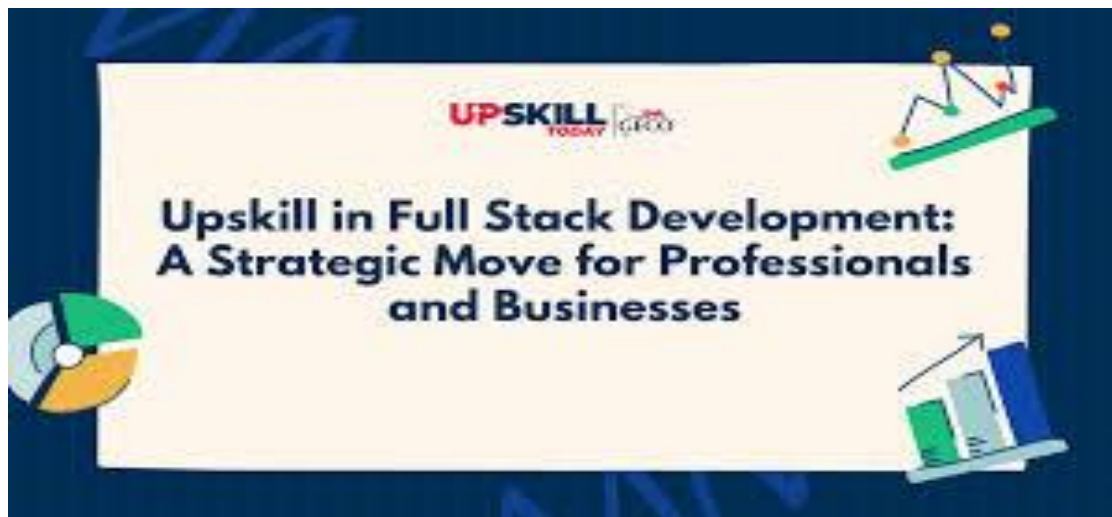 UPSKILL
TODAY
Upskill in Full Stack Development:
A Strategic Move for Professionals
and Businesses